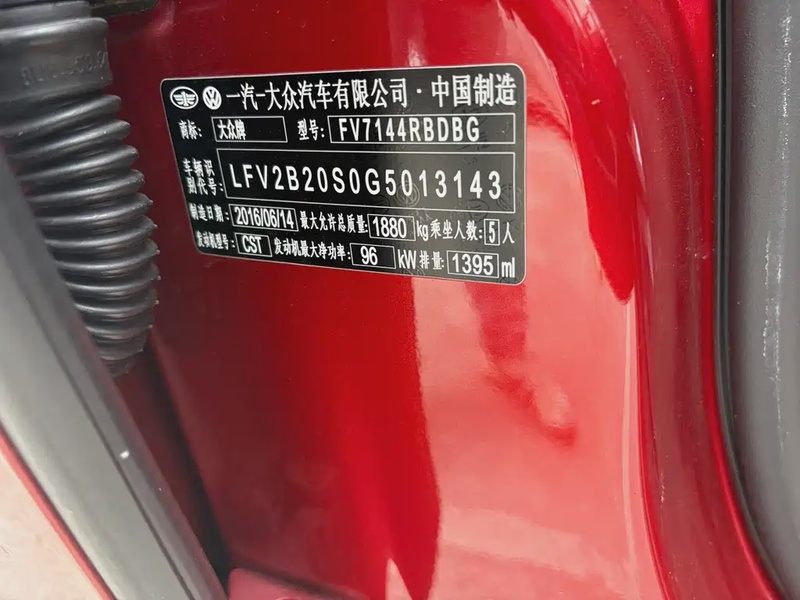 一汽-大众汽车有限公司·中国制造
商标: 大众牌 型号: FV7144RBDBG
车辆识别代号: LFV2B20S0G5013143
制造日期: 2016/06/14 最大允许总质量: 1880 kg 乘坐人数: 5 人
发动机型号: CST 发动机最大净功率: 96 kW 排量: 1395 ml